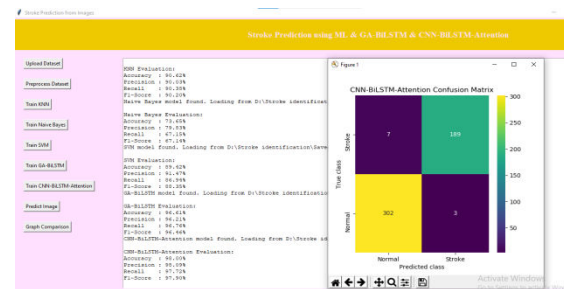 Stroke Prediction from Images
Stroke Prediction using ML & GA-BiLSTM & CNN-BiLSTM-Attention
Upload Dataset
Preprocess Dataset
Train KNN
Train Naive Bayes
Train SVM
Train GA-BiLSTM
Train CNN-BiLSTM-Attention
Predict Image
Graph Comparison
KNN Evaluation:
Accuracy : 90.62%
Precision : 90.03%
Recall : 90.38%
F1-Score : 90.20%
Naive Bayes model found. Loading from D:\Stroke identificat
Naive Bayes Evaluation:
Accuracy : 73.65%
Precision : 79.83%
Recall : 67.15%
F1-Score : 67.14%
SVM model found. Loading from D:\Stroke identification\Save
SVM Evaluation:
Accuracy : 89.42%
Precision : 91.47%
Recall : 86.94%
F1-Score : 88.35%
GA-BiLSTM model found. Loading from D:\Stroke identificatio
GA-BiLSTM Evaluation:
Accuracy : 96.61%
Precision : 96.21%
Recall : 96.76%
F1-Score : 96.46%
CNN-BiLSTM-Attention model found. Loading from D:\Stroke id
CNN-BiLSTM-Attention Evaluation:
Accuracy : 98.00%
Precision : 98.09%
Recall : 97.72%
F1-Score : 97.90%
Figure 1
CNN-BiLSTM-Attention Confusion Matrix
True class
Stroke
Normal
7
189
302
3
Normal
Stroke
Predicted class
300
250
200
150
100
50
Activate Windows